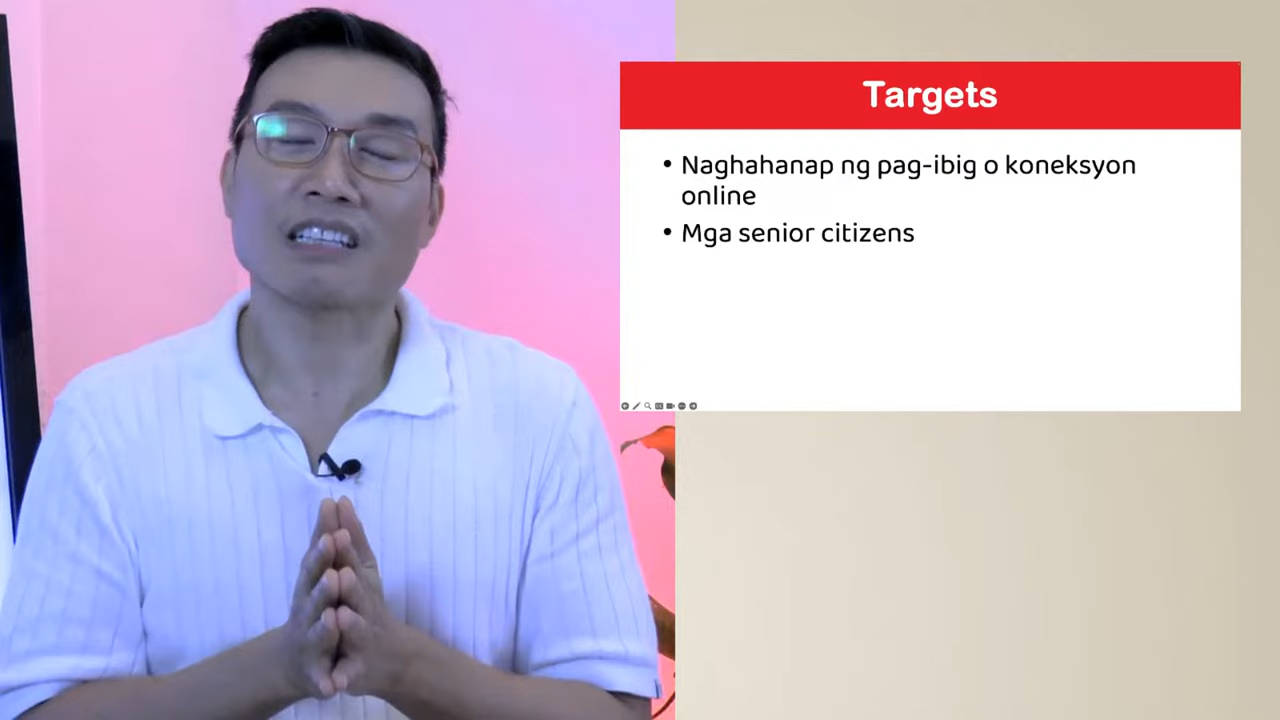 Targets
• Naghahanap ng pag-ibig o koneksyon
online
• Mga senior citizens